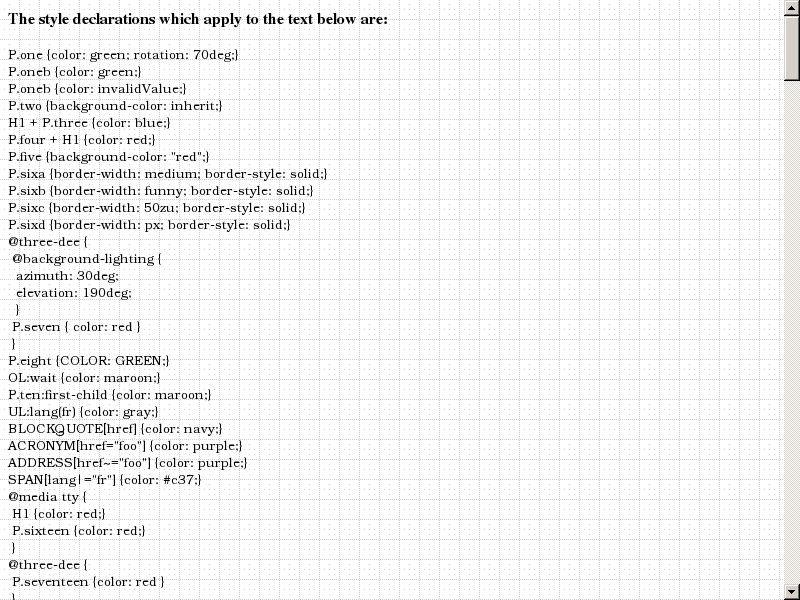 The style declarations which apply to the text below are:
P.one {color: green; rotation: 70deg;}
P.oneb {color: green;}
P.oneb {color: invalidValue;}
P.two {background-color: inherit;}
H1 + P.three {color: blue;}
P.four + H1 {color: red;}
P.five {background-color: "red";}
P.sixa {border-width: medium; border-style: solid;}
P.sixb {border-width: funny; border-style: solid;}
P.sixc {border-width: 50zu; border-style: solid;}
P.sixd {border-width: px; border-style: solid;}
@three-dee {
@background-lighting {
azimuth: 30deg;
elevation: 190deg;
}
P.seven { color: red }
}
P.eight {COLOR: GREEN;}
OL:wait {color: maroon;}
P.ten:first-child {color: maroon;}
UL:lang(fr) {color: gray;}
BLOCKQUOTE[href] {color: navy;}
ACRONYM[href="foo"] {color: purple;}
ADDRESS[href~="foo"] {color: purple;}
SPAN[lang|="fr"] {color: #c37;}
@media tty {
H1 {color: red;}
P.sixteen {color: red;}
}
@three-dee {
P.seventeen {color: red }
}